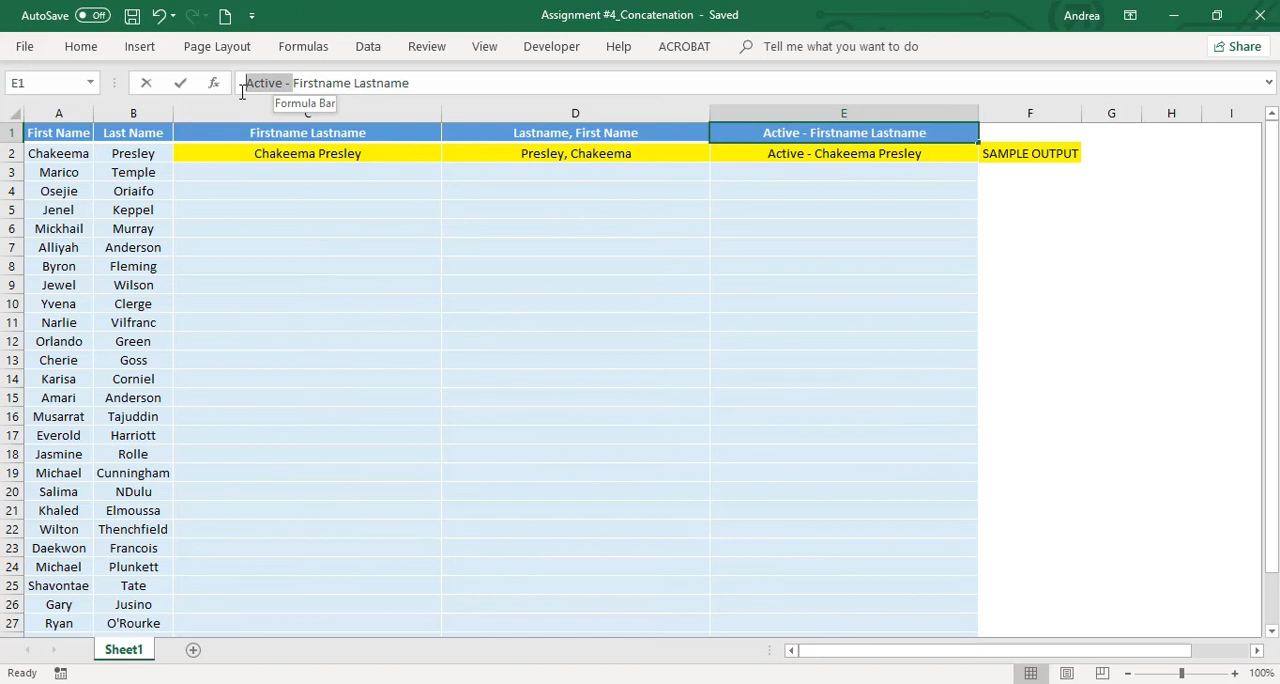 AutoSave Off Assignment #4_Concatenation - Saved Andrea
File Home Insert Page Layout Formulas Data Review View Developer Help ACROBAT Tell me what you want to do Share
E1 fx Active - Firstname Lastname
Formula Bar
A B C D E F G H I
1 First Name Last Name Firstname Lastname Lastname, First Name Active - Firstname Lastname
2 Chakeema Presley Chakeema Presley Presley, Chakeema Active - Chakeema Presley SAMPLE OUTPUT
3 Marico Temple
4 Osejie Oriaifo
5 Jenel Keppel
6 Mickhail Murray
7 Alliyah Anderson
8 Byron Fleming
9 Jewel Wilson
10 Yvena Clerge
11 Narlie Vilfranc
12 Orlando Green
13 Cherie Goss
14 Karisa Corniel
15 Amari Anderson
16 Musarrat Tajuddin
17 Everold Harriott
18 Jasmine Rolle
19 Michael Cunningham
20 Salima NDulu
21 Khaled Elmoussa
22 Wilton Thenchfield
23 Daekwon Francois
24 Michael Plunkett
25 Shavontae Tate
26 Gary Jusino
27 Ryan O'Rourke
Sheet1
Ready 100%